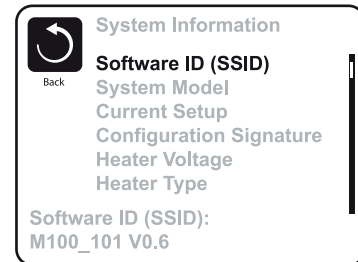 System Information
Back
Software ID (SSID)
System Model
Current Setup
Configuration Signature
Heater Voltage
Heater Type
Software ID (SSID):
M100_101 V0.6